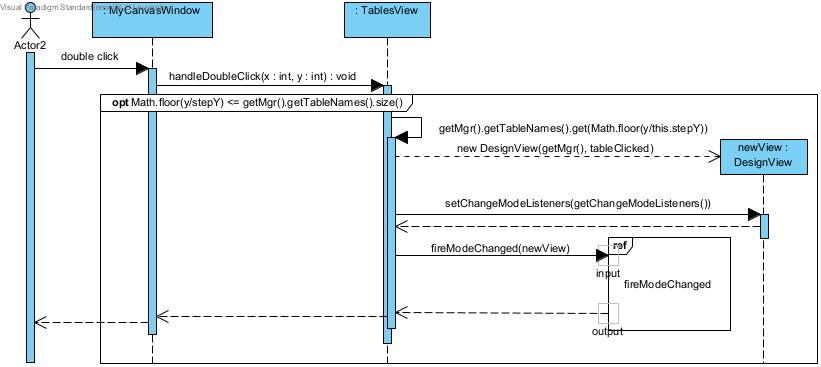 Visual Paradigm Standard
: MyCanvasWindow
: TablesView
Actor2
double click
handleDoubleClick(x : int, y : int) : void
opt Math.floor(y/stepY) <= getMgr().getTableNames().size()
getMgr().getTableNames().get(Math.floor(y/this.stepY))
new DesignView(getMgr(), tableClicked)
newView :
DesignView
setChangeModeListeners(getChangeModeListeners())
fireModeChanged(newView)
ref
input
fireModeChanged
output